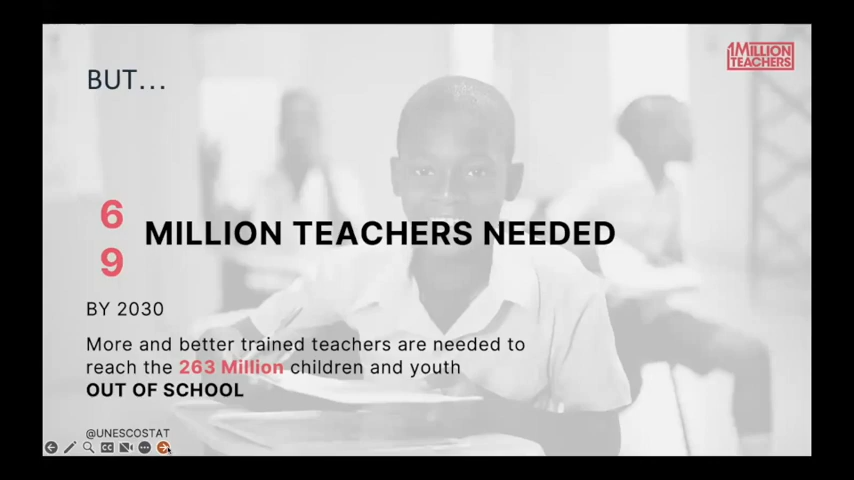 BUT...
1MILLION
TEACHERS
6
9
MILLION TEACHERS NEEDED
BY 2030
More and better trained teachers are needed to
reach the 263 Million children and youth
OUT OF SCHOOL
@UNESCOSTAT
CC